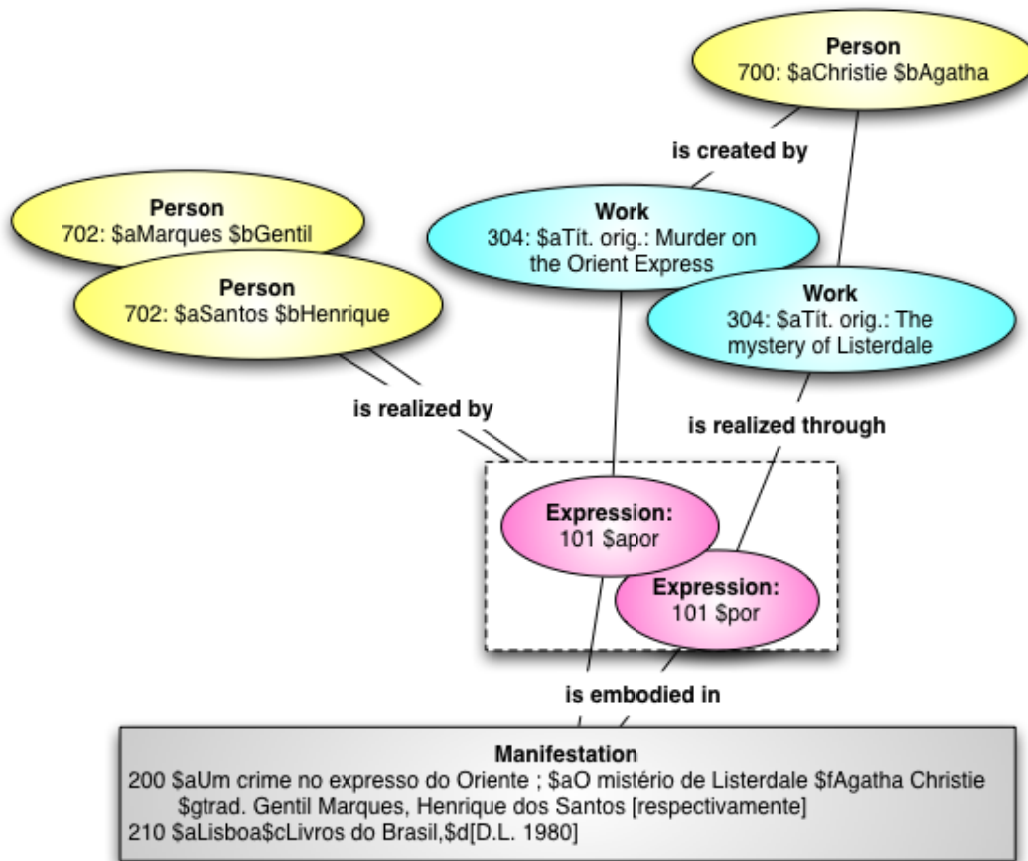 Person
700: $aChristie $bAgatha
is created by
Person
702: $aMarques $bGentil
Work
304: $aTít. orig.: Murder on
the Orient Express
Person
702: $aSantos $bHenrique
Work
304: $aTít. orig.: The
mystery of Listerdale
is realized by
is realized through
Expression:
101 $apor
Expression:
101 $por
is embodied in
Manifestation
200 $aUm crime no expresso do Oriente ; $aO mistério de Listerdale $fAgatha Christie
$gtrad. Gentil Marques, Henrique dos Santos [respectivamente]
210 $aLisboa$cLivros do Brasil,$d[D.L. 1980]